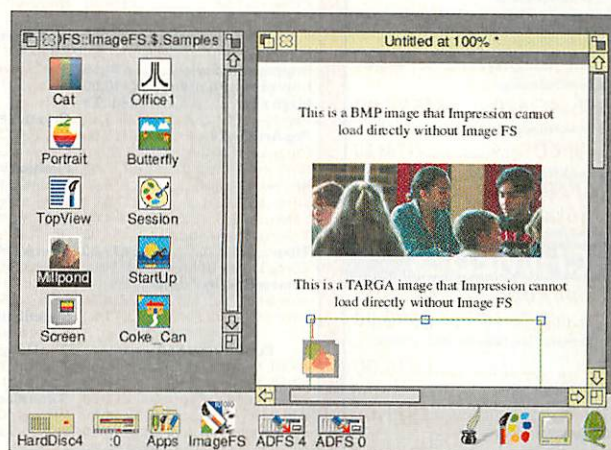 FS::ImageFS.$.Samples
Cat
Office1
Portrait
Butterfly
TopView
Session
Millpond
StartUp
Screen
Coke_Can
Untitled at 100% *
This is a BMP image that Impression cannot
load directly without Image FS
This is a TARGA image that Impression cannot
load directly without Image FS
HardDisc4
:0
Apps
ImageFS
ADFS 4
ADFS 0